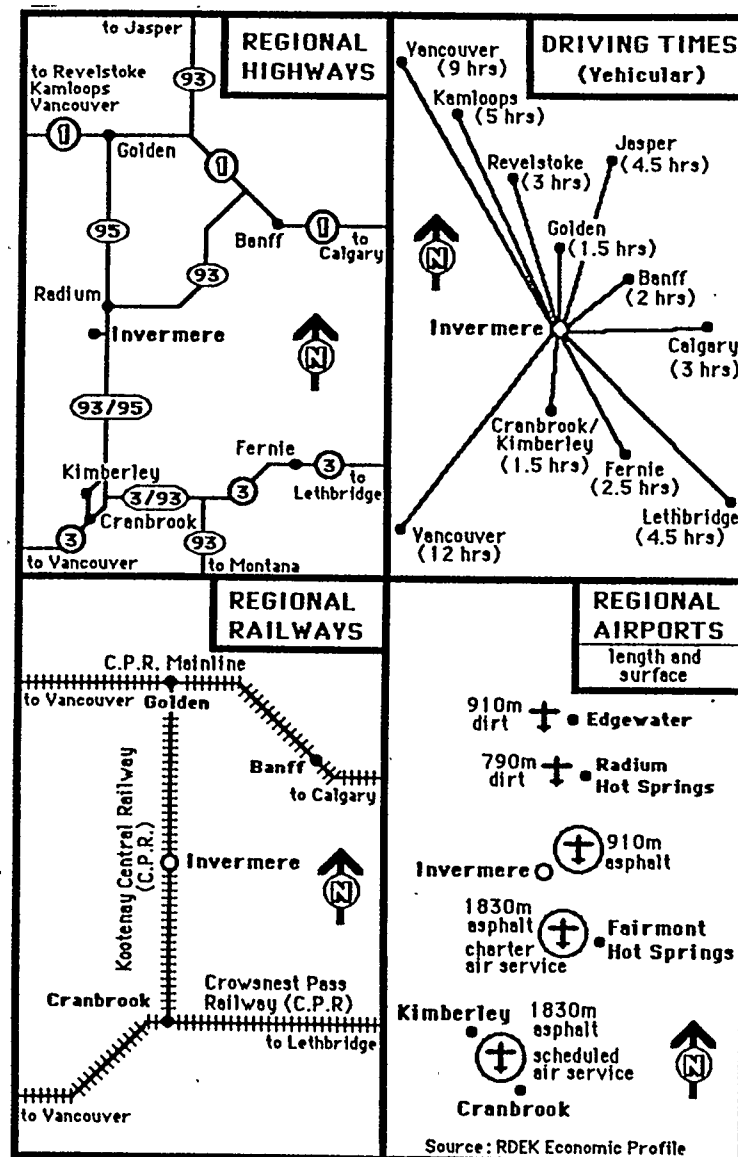 REGIONAL
HIGHWAYS
to Jasper
93
to Revelstoke
Kamloops
Vancouver
1
Golden
1
95
Banff
1
to
Calgary
93
Radium
Invermere
N
93/95
Fernie
3
to
Lethbridge
Kimberley
3/93
3
Cranbrook
3
93
to Vancouver
to Montana
DRIVING TIMES
(Vehicular)
Vancouver
(9 hrs)
Kamloops
(5 hrs)
Jasper
(4.5 hrs)
Revelstoke
(3 hrs)
Golden
(1.5 hrs)
N
Banff
(2 hrs)
Invermere
Calgary
(3 hrs)
Cranbrook/
Kimberley
(1.5 hrs)
Fernie
(2.5 hrs)
Lethbridge
(4.5 hrs)
Vancouver
(12 hrs)
REGIONAL
RAILWAYS
C.P.R. Mainline
to Vancouver
Golden
Banff
to Calgary
Kootenay Central Railway
(C.P.R.)
Invermere
N
Cranbrook
Crowsnest Pass
Railway (C.P.R)
to Lethbridge
to Vancouver
REGIONAL
AIRPORTS
length and
surface
910m
dirt
Edgewater
790m
dirt
Radium
Hot Springs
910m
asphalt
Invermere
1830m
asphalt
charter
air service
Fairmont
Hot Springs
Kimberley
1830m
asphalt
scheduled
air service
N
Cranbrook
Source: RDEK Economic Profile